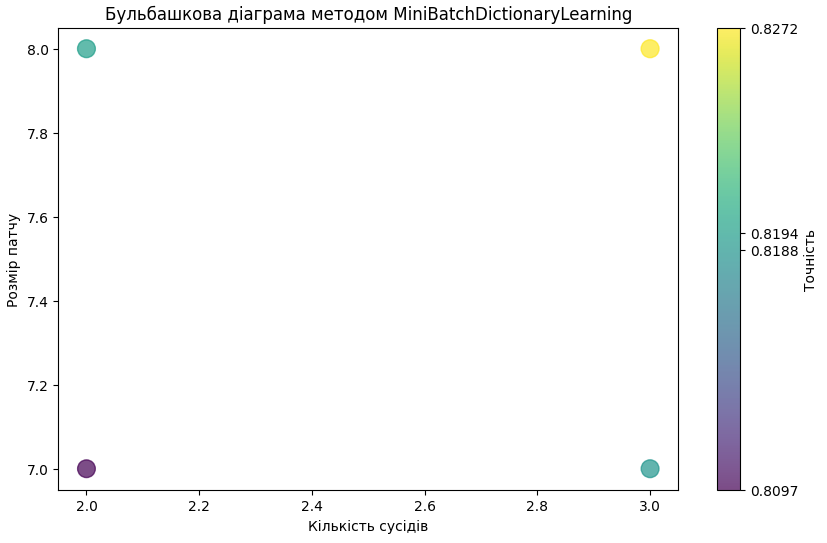 Бульбашкова діаграма методом MiniBatchDictionaryLearning
8.0
7.8
7.6
7.4
7.2
7.0
Розмір патчу
2.0 2.2 2.4 2.6 2.8 3.0
Кількість сусідів
0.8272
0.8194
0.8188
0.8097
Точність